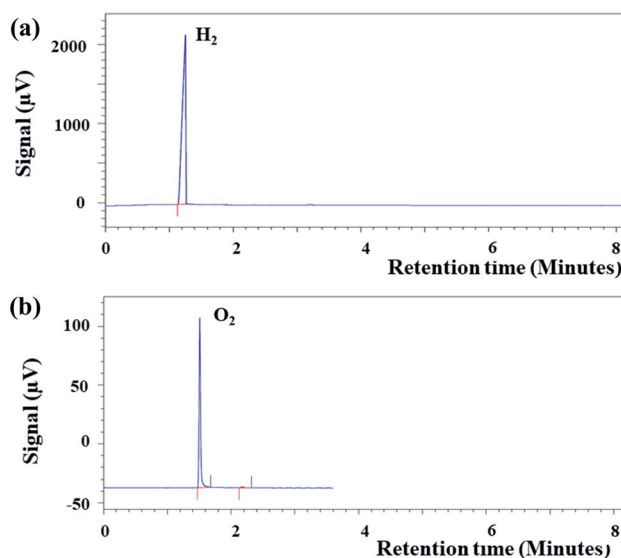 (a)
H₂
2000
1000
0
Signal (µV)
0 2 4 6 8
Retention time (Minutes)
(b)
O₂
100
50
0
-50
Signal (µV)
0 2 4 6 8
Retention time (Minutes)